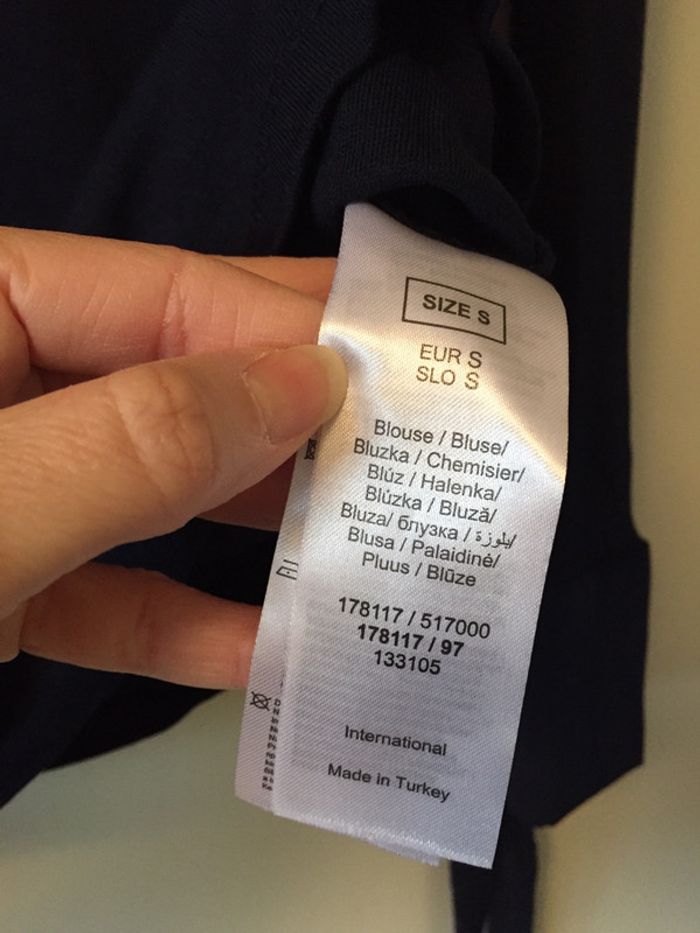 SIZE S
EUR S
SLO S
Blouse / Bluse/
Bluzka / Chemisier/
Blúz / Halenka/
Blúzka / Bluză/
Bluza/ блузка / بلوزة/
Blusa / Palaidinė/
Pluus / Blūze
178117 / 517000
178117 / 97
133105
International
Made in Turkey